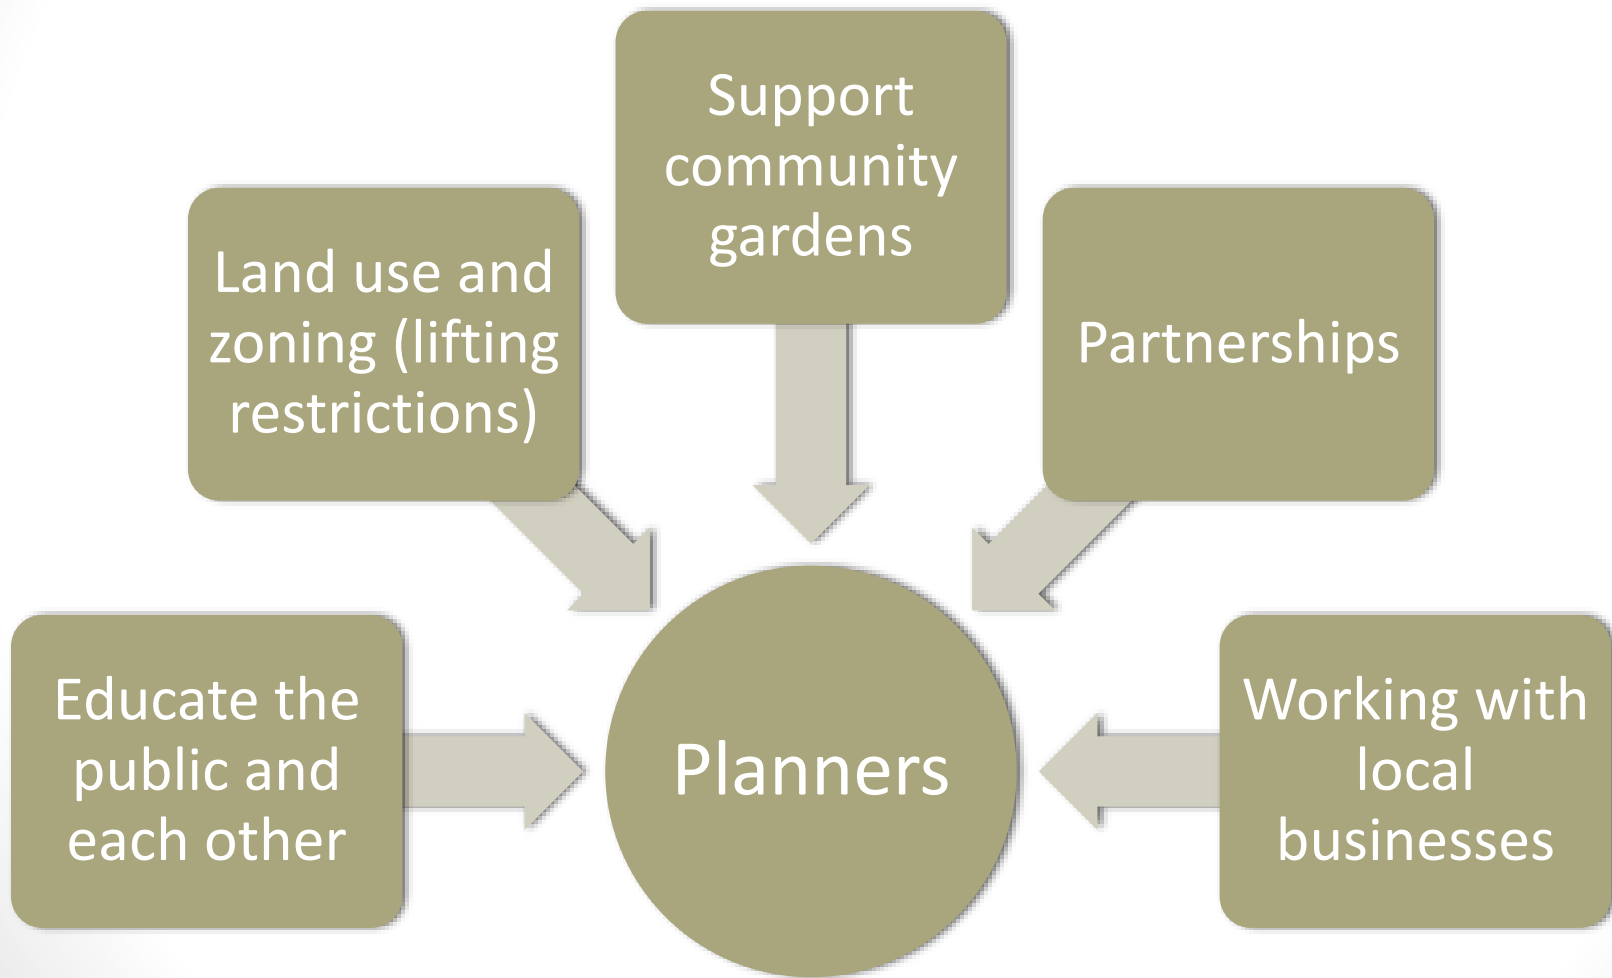 Support
community
gardens
Land use and
zoning (lifting
restrictions)
Partnerships
Educate the
public and
each other
Planners
Working with
local
businesses